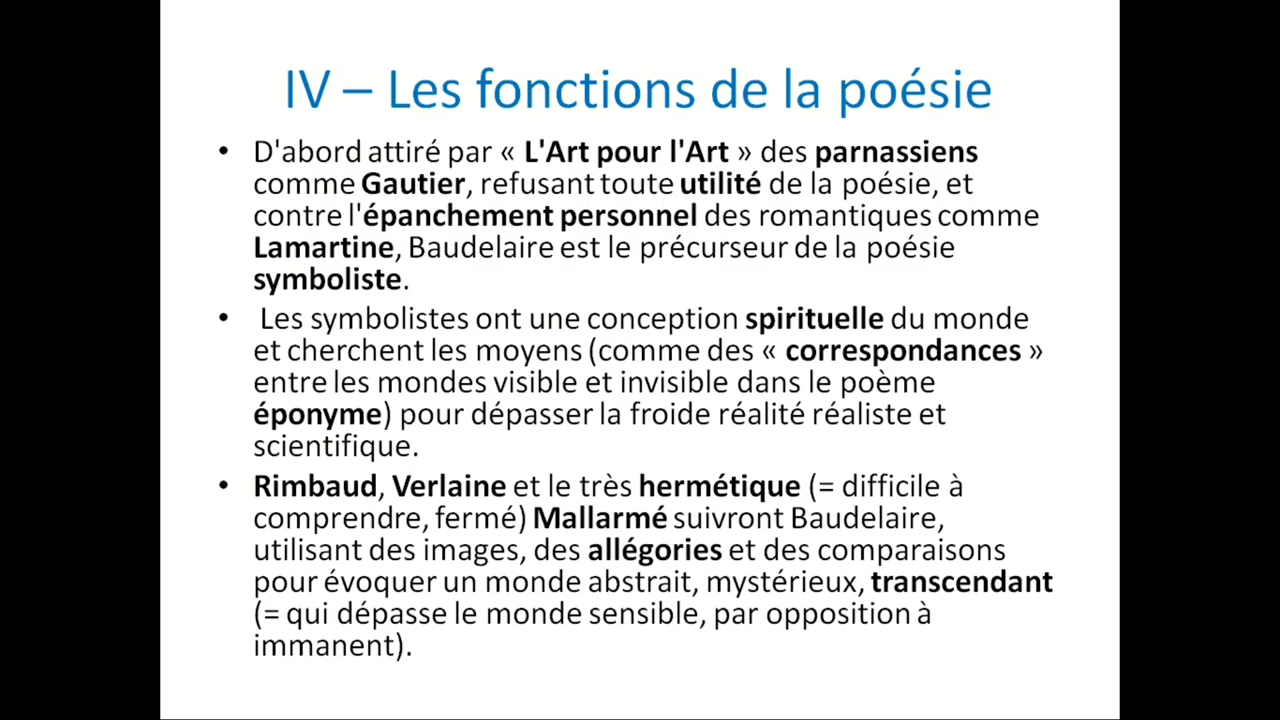 IV – Les fonctions de la poésie
• D'abord attiré par « L'Art pour l'Art » des parnassiens
comme Gautier, refusant toute utilité de la poésie, et
contre l'épanchement personnel des romantiques comme
Lamartine, Baudelaire est le précurseur de la poésie
symboliste.
• Les symbolistes ont une conception spirituelle du monde
et cherchent les moyens (comme des « correspondances »
entre les mondes visible et invisible dans le poème
éponyme) pour dépasser la froide réalité réaliste et
scientifique.
• Rimbaud, Verlaine et le très hermétique (= difficile à
comprendre, fermé) Mallarmé suivront Baudelaire,
utilisant des images, des allégories et des comparaisons
pour évoquer un monde abstrait, mystérieux, transcendant
(= qui dépasse le monde sensible, par opposition à
immanent).